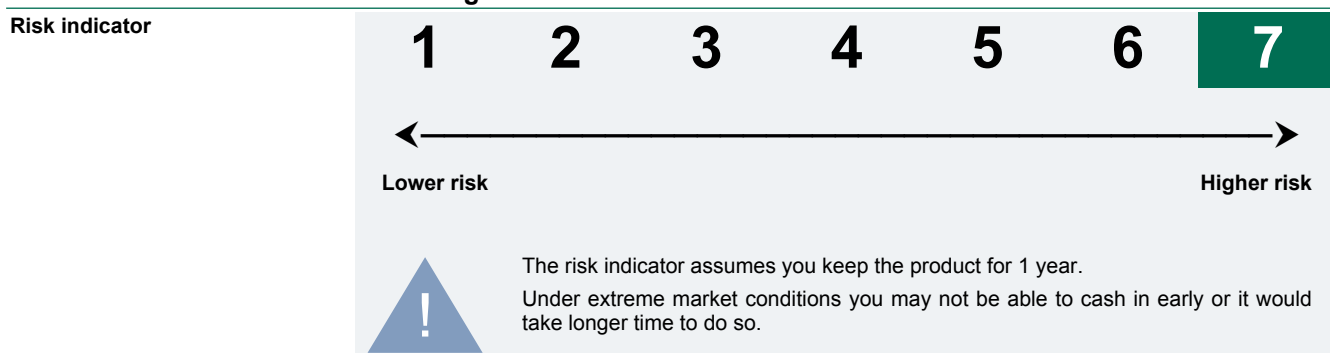 Risk indicator
1 2 3 4 5 6 7
Lower risk Higher risk
!
The risk indicator assumes you keep the product for 1 year.
Under extreme market conditions you may not be able to cash in early or it would
take longer time to do so.